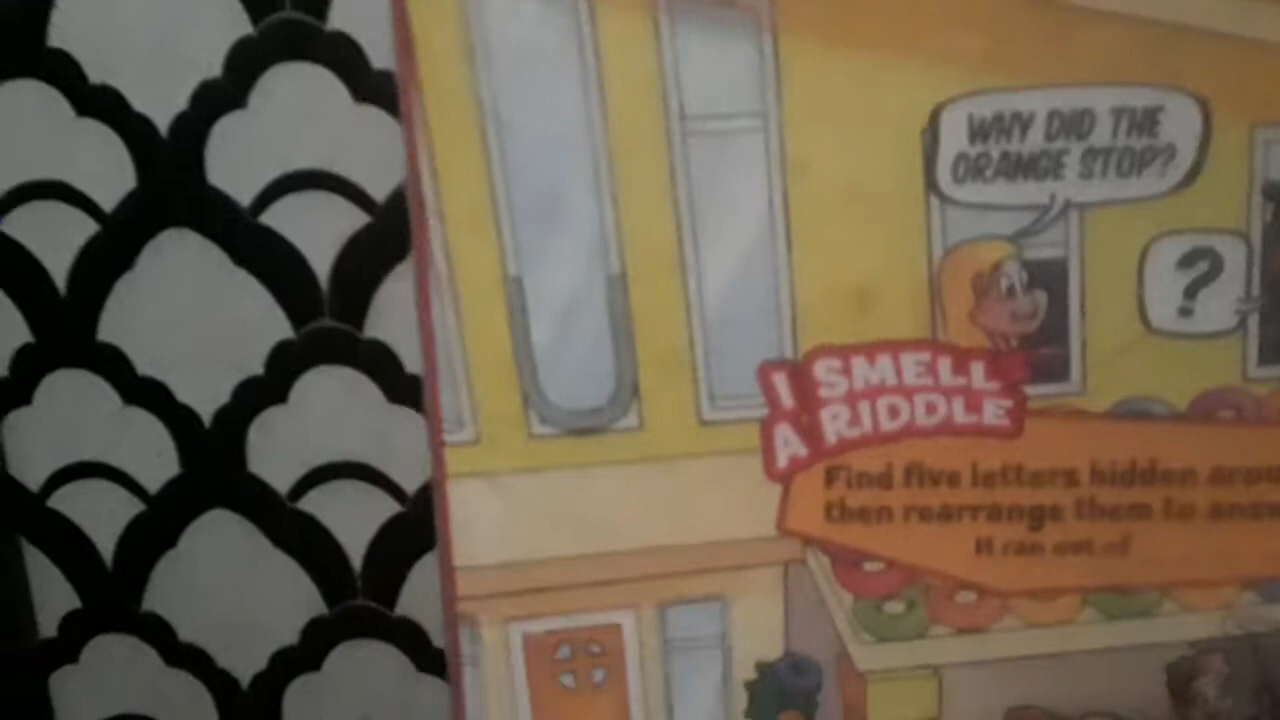 WHY DID THE
ORANGE STOP?
?
I SMELL
A RIDDLE
Find five letters hidden
then rearrange them to
It ran out of